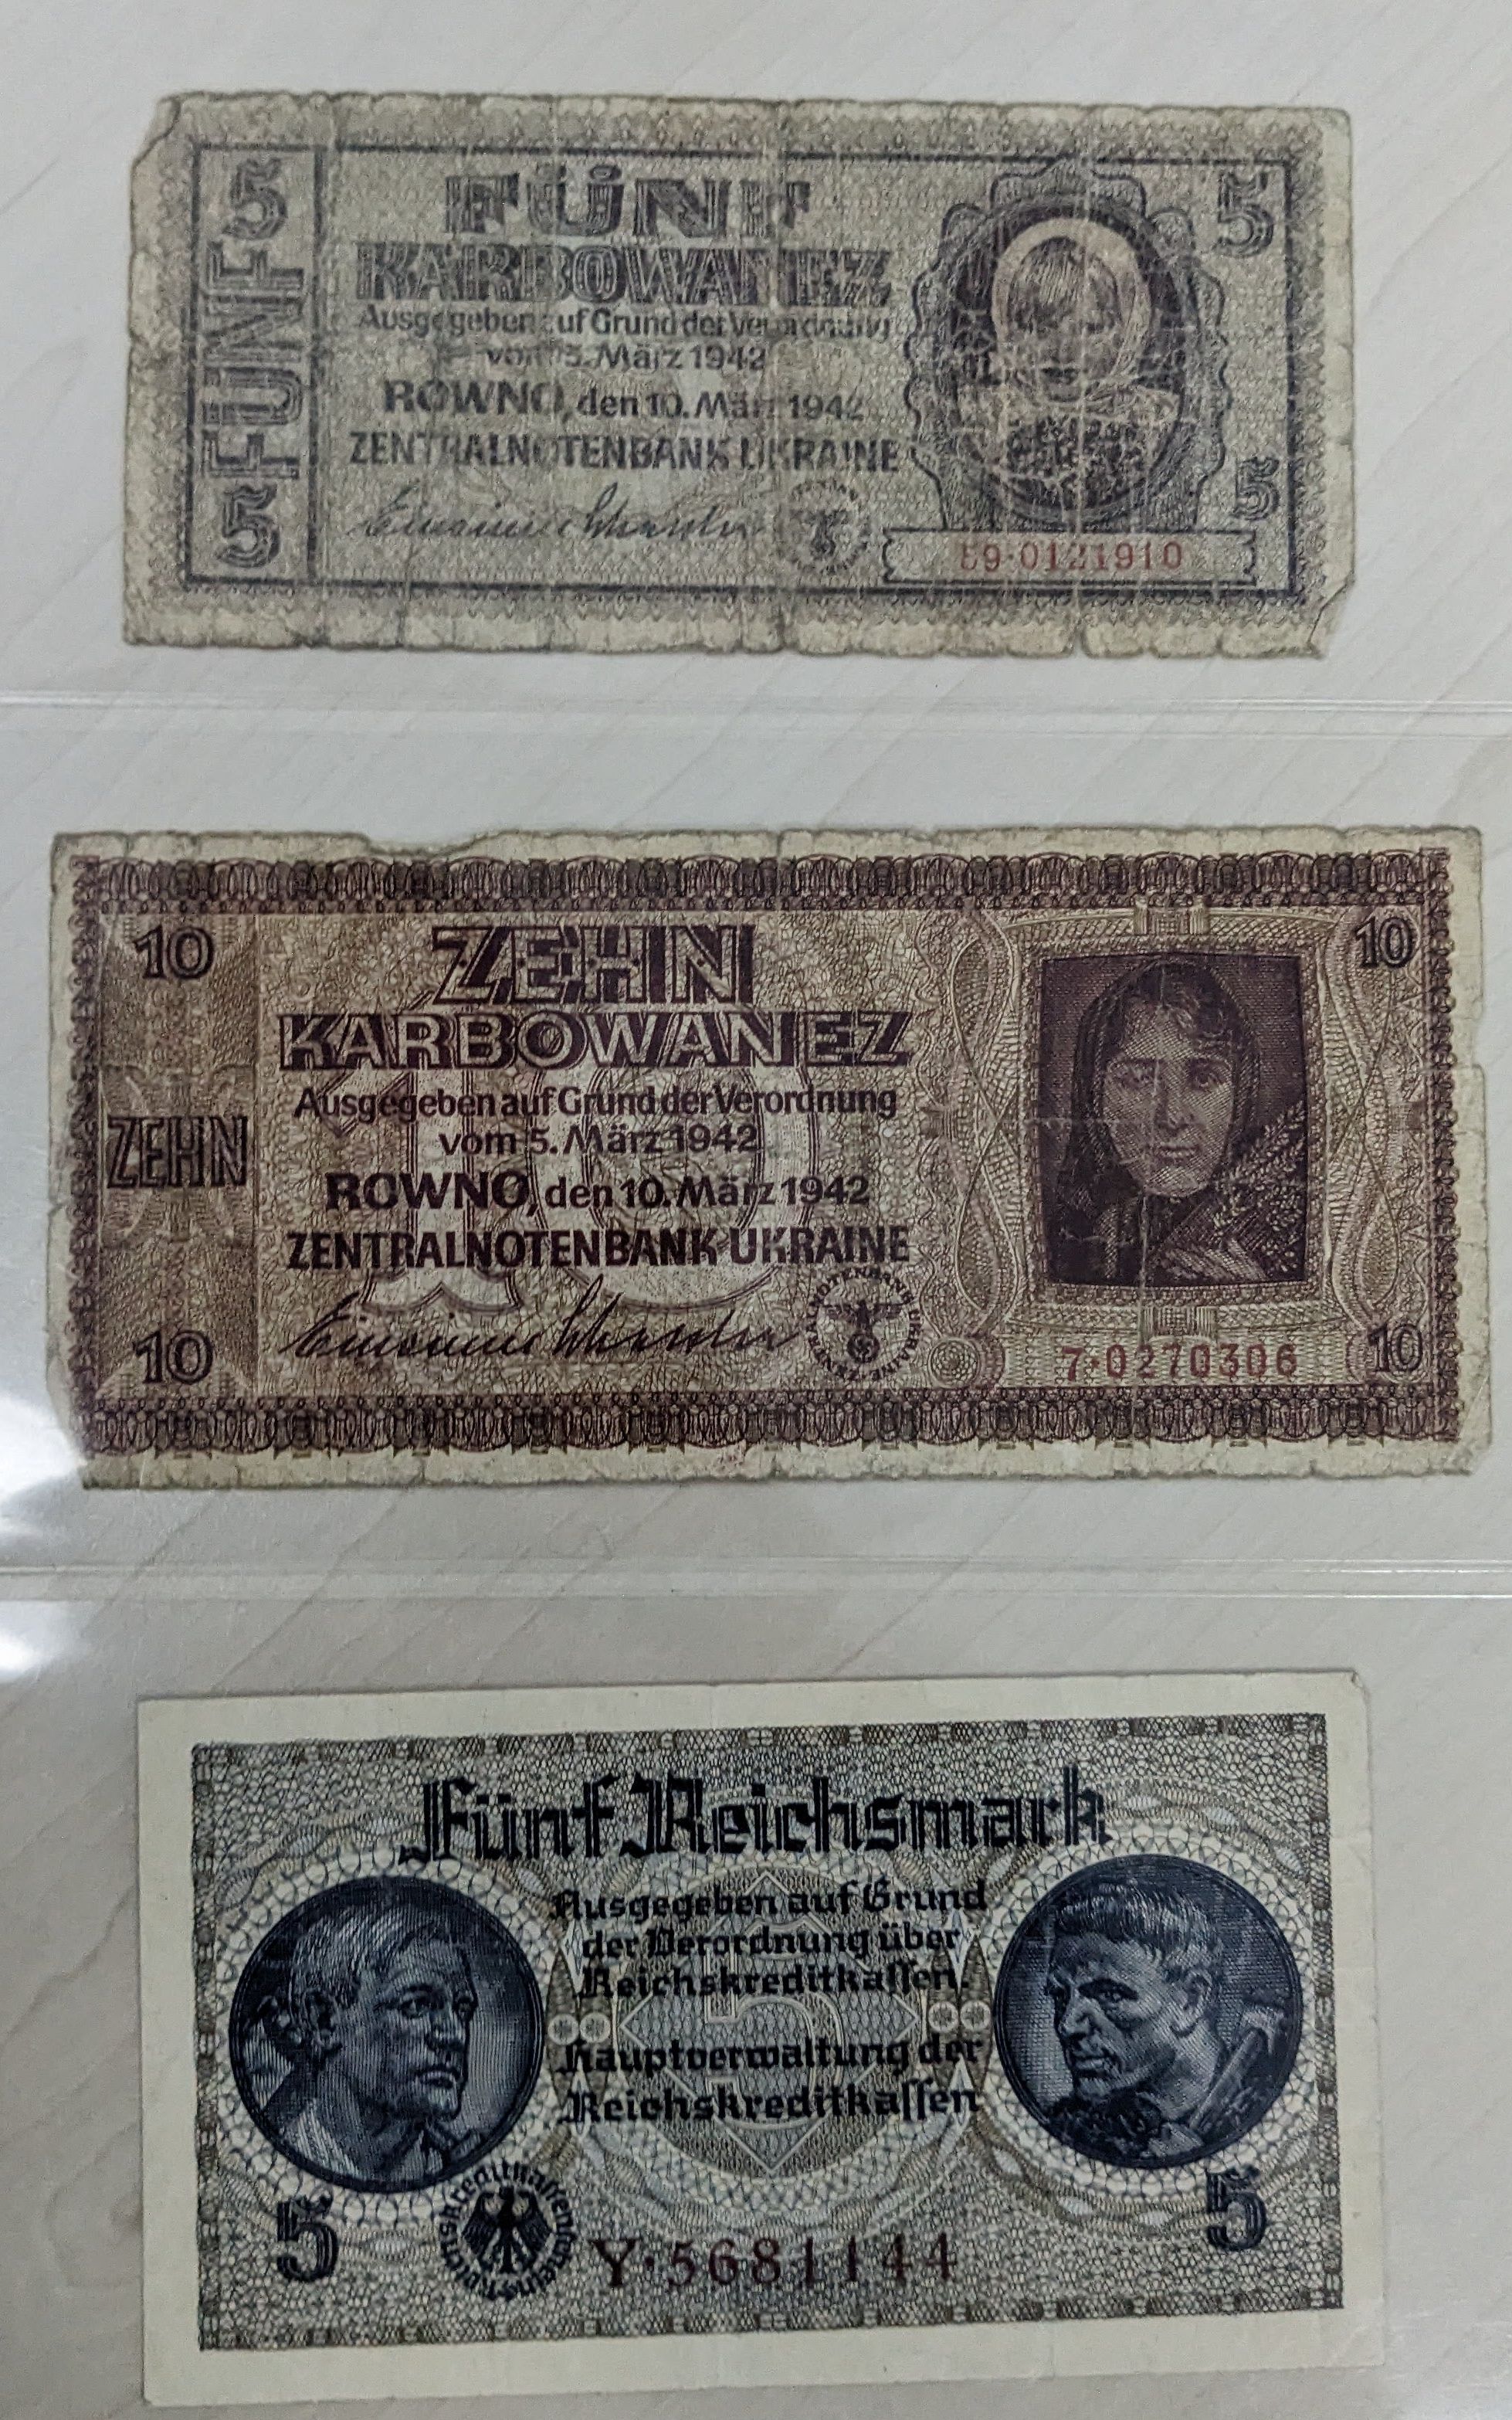 5
FÜNF
5
FÜNF
KARBOWANEZ
Ausgegeben auf Grund der Verordnung
vom 5. März 1942
ROWNO, den 10. März 1942
ZENTRALNOTENBANK UKRAINE
5
5
59·0121910
10
ZEHN
10
ZEHN
KARBOWANEZ
Ausgegeben auf Grund der Verordnung
vom 5. März 1942
ROWNO, den 10. März 1942
ZENTRALNOTENBANK UKRAINE
ZENTRALNOTENBANK UKRAINE
10
7·0270306
10
Fünf Reichsmark
Ausgegeben auf Grund
der Verordnung über
Reichskreditkassen.
Hauptverwaltung der
Reichskreditkassen
5
5
5
Y·5681144